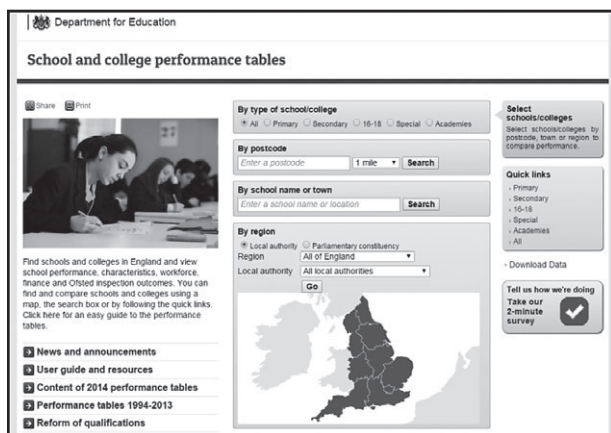 Department for Education
School and college performance tables
Share Print
Find schools and colleges in England and view
school performance, characteristics, workforce,
finance and Ofsted inspection outcomes. You can
find and compare schools and colleges using a
map, the search box or by following the quick links.
Click here for an easy guide to the performance
tables.
News and announcements
User guide and resources
Content of 2014 performance tables
Performance tables 1994-2013
Reform of qualifications
By type of school/college
All Primary Secondary 16-18 Special Academies
By postcode
Enter a postcode 1 mile Search
By school name or town
Enter a school name or location Search
By region
Local authority Parliamentary constituency
Region All of England
Local authority All local authorities
Go
Select
schools/colleges
Select schools/colleges by
postcode, town or region to
compare performance.
Quick links
Primary
Secondary
16-18
Special
Academies
All
Download Data
Tell us how we're doing
Take our
2-minute
survey